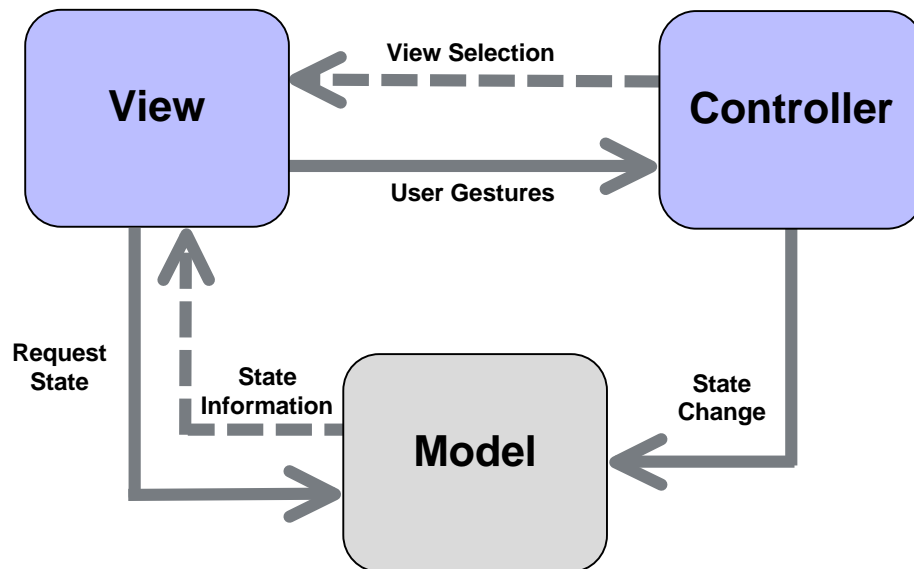 View Selection
View
Controller
User Gestures
Request
State
State
Information
State
Change
Model